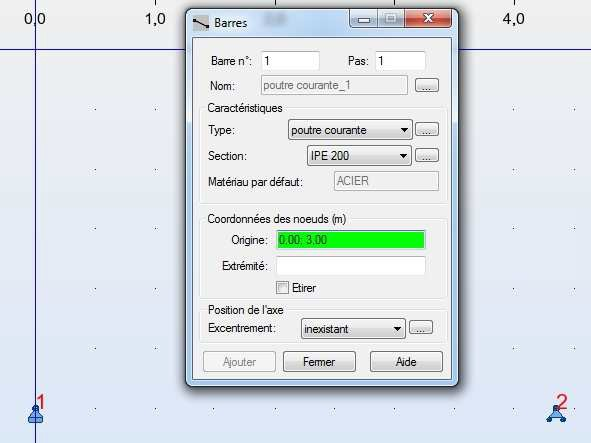 0,0 1,0 2,0 4,0
Barres
Barre n°: 1 Pas: 1
Nom: poutre courante_1 ...
Caractéristiques
Type: poutre courante ...
Section: IPE 200 ...
Matériau par défaut: ACIER
Coordonnées des noeuds (m)
Origine: 0.00; 3.00
Extrémité:
Etirer
Position de l'axe
Excentrement: inexistant ...
Ajouter Fermer Aide
1 2